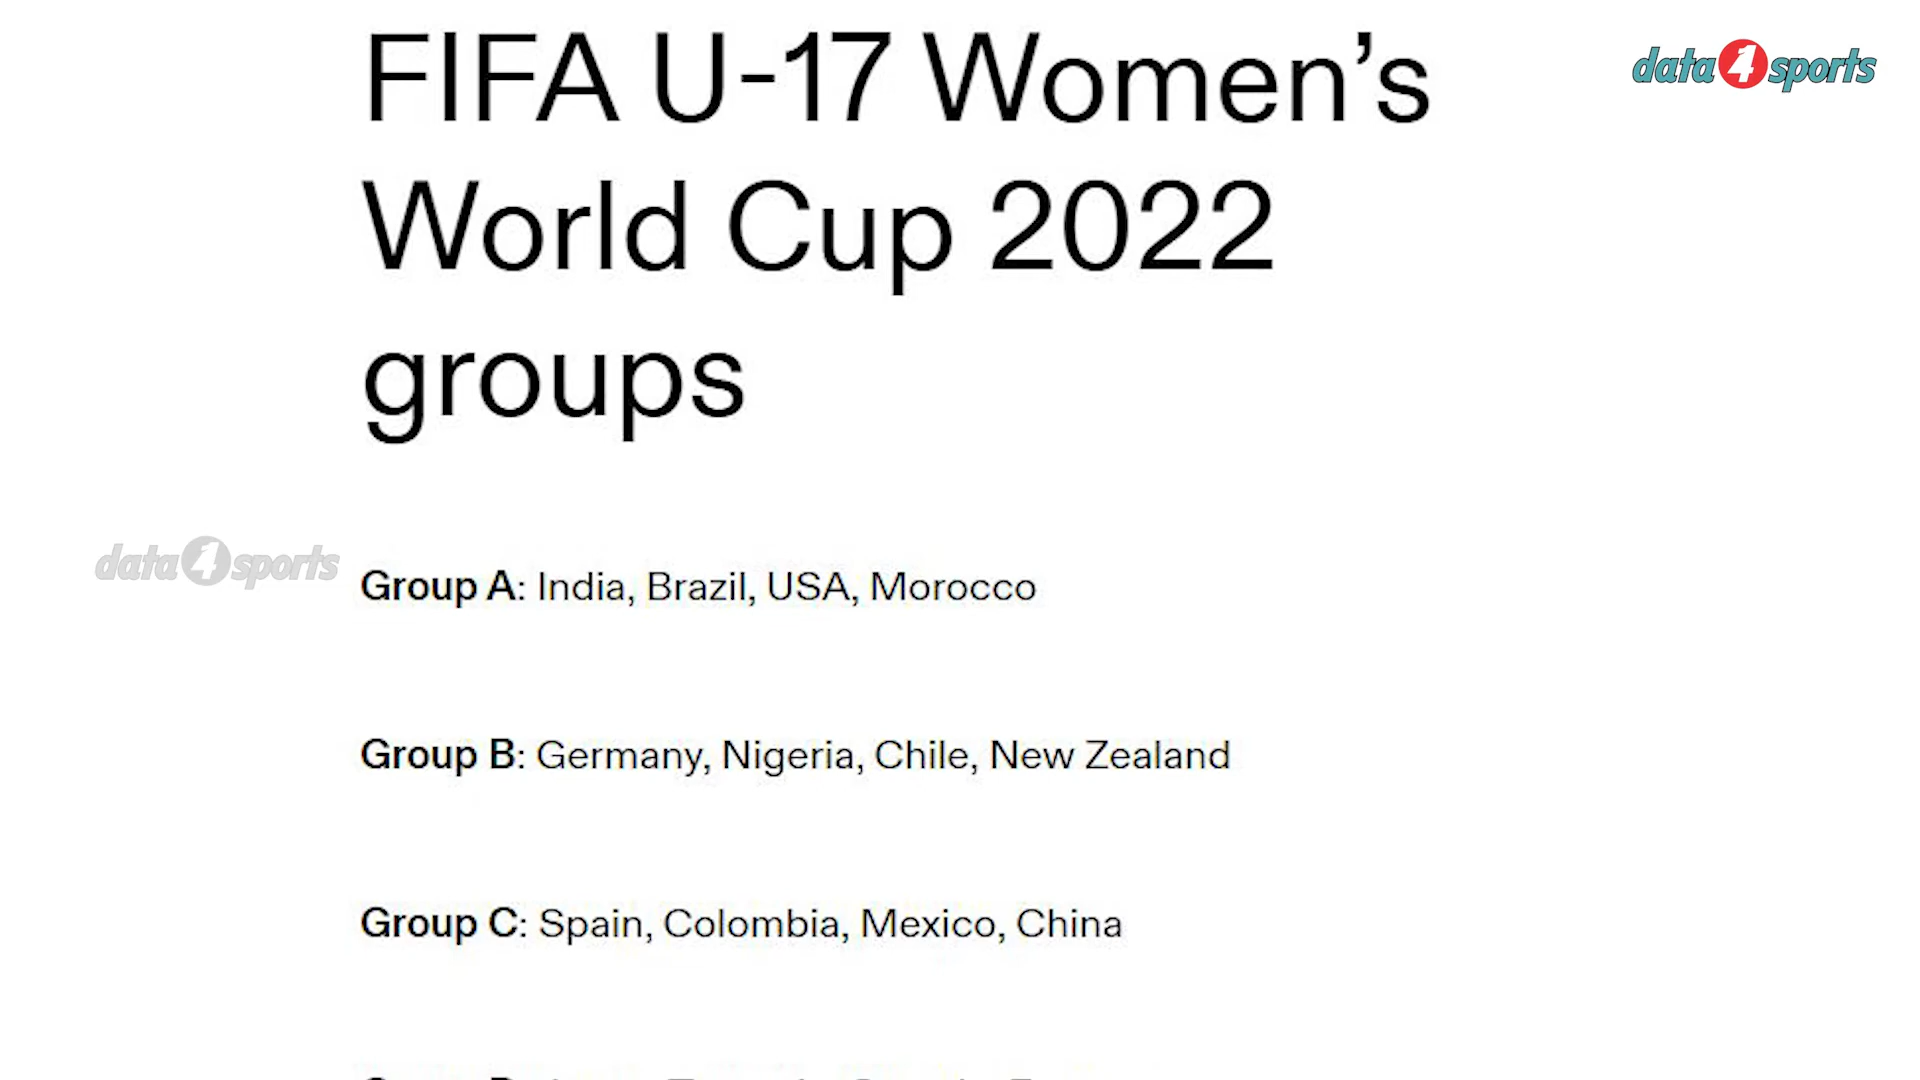 FIFA U-17 Women's
World Cup 2022
groups
data4sports
data4sports
Group A: India, Brazil, USA, Morocco
Group B: Germany, Nigeria, Chile, New Zealand
Group C: Spain, Colombia, Mexico, China